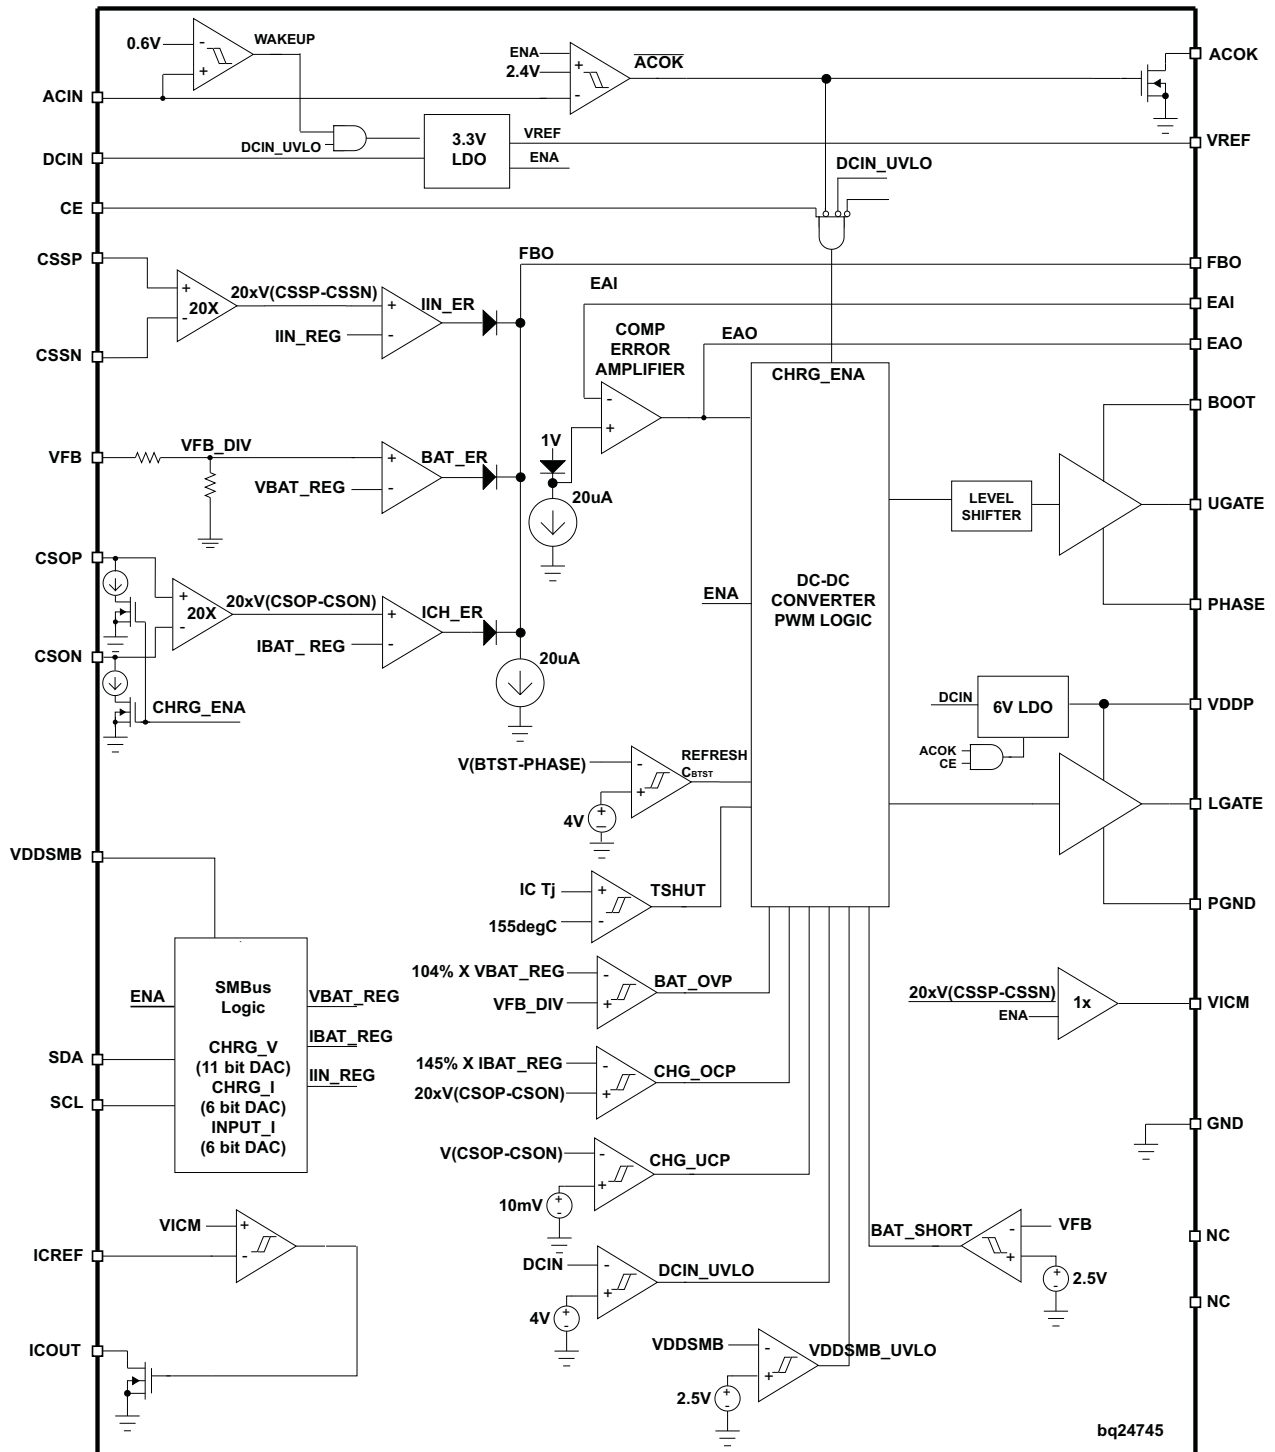 0.6V
-
WAKEUP
+
ENA
2.4V
+
-
ACOK
ACOK
ACIN
DCIN_UVLO
3.3V
LDO
VREF
ENA
VREF
DCIN
DCIN_UVLO
CE
CSSP
+
20X
-
20xV(CSSP-CSSN)
+
-
IIN_ER
IIN_REG
FBO
FBO
EAI
EAI
CSSN
COMP
ERROR
AMPLIFIER
-
+
EAO
EAO
CHRG_ENA
BOOT
VFB
VFB_DIV
+
-
BAT_ER
VBAT_REG
1V
20uA
LEVEL
SHIFTER
UGATE
CSOP
+
20X
-
20xV(CSOP-CSON)
+
-
ICH_ER
IBAT_ REG
ENA
DC-DC
CONVERTER
PWM LOGIC
PHASE
CSON
20uA
CHRG_ENA
DCIN
6V LDO
VDDP
ACOK
CE
V(BTST-PHASE)
-
+
REFRESH
CBTST
4V
+
-
LGATE
VDDSMB
IC Tj
+
TSHUT
155degC
-
PGND
SMBus
Logic
ENA
VBAT_REG
IBAT_REG
IIN_REG
CHRG_V
(11 bit DAC)
CHRG_I
(6 bit DAC)
INPUT_I
(6 bit DAC)
SDA
SCL
104% X VBAT_REG
-
BAT_OVP
VFB_DIV
+
20xV(CSSP-CSSN)
ENA
1x
VICM
145% X IBAT_REG
-
CHG_OCP
20xV(CSOP-CSON)
+
GND
V(CSOP-CSON)
-
CHG_UCP
+
10mV
+
-
VICM
+
-
ICREF
BAT_SHORT
-
VFB
+
+
-
2.5V
NC
NC
DCIN
-
DCIN_UVLO
+
4V
+
-
ICOUT
VDDSMB
-
VDDSMB_UVLO
+
2.5V
+
-
bq24745